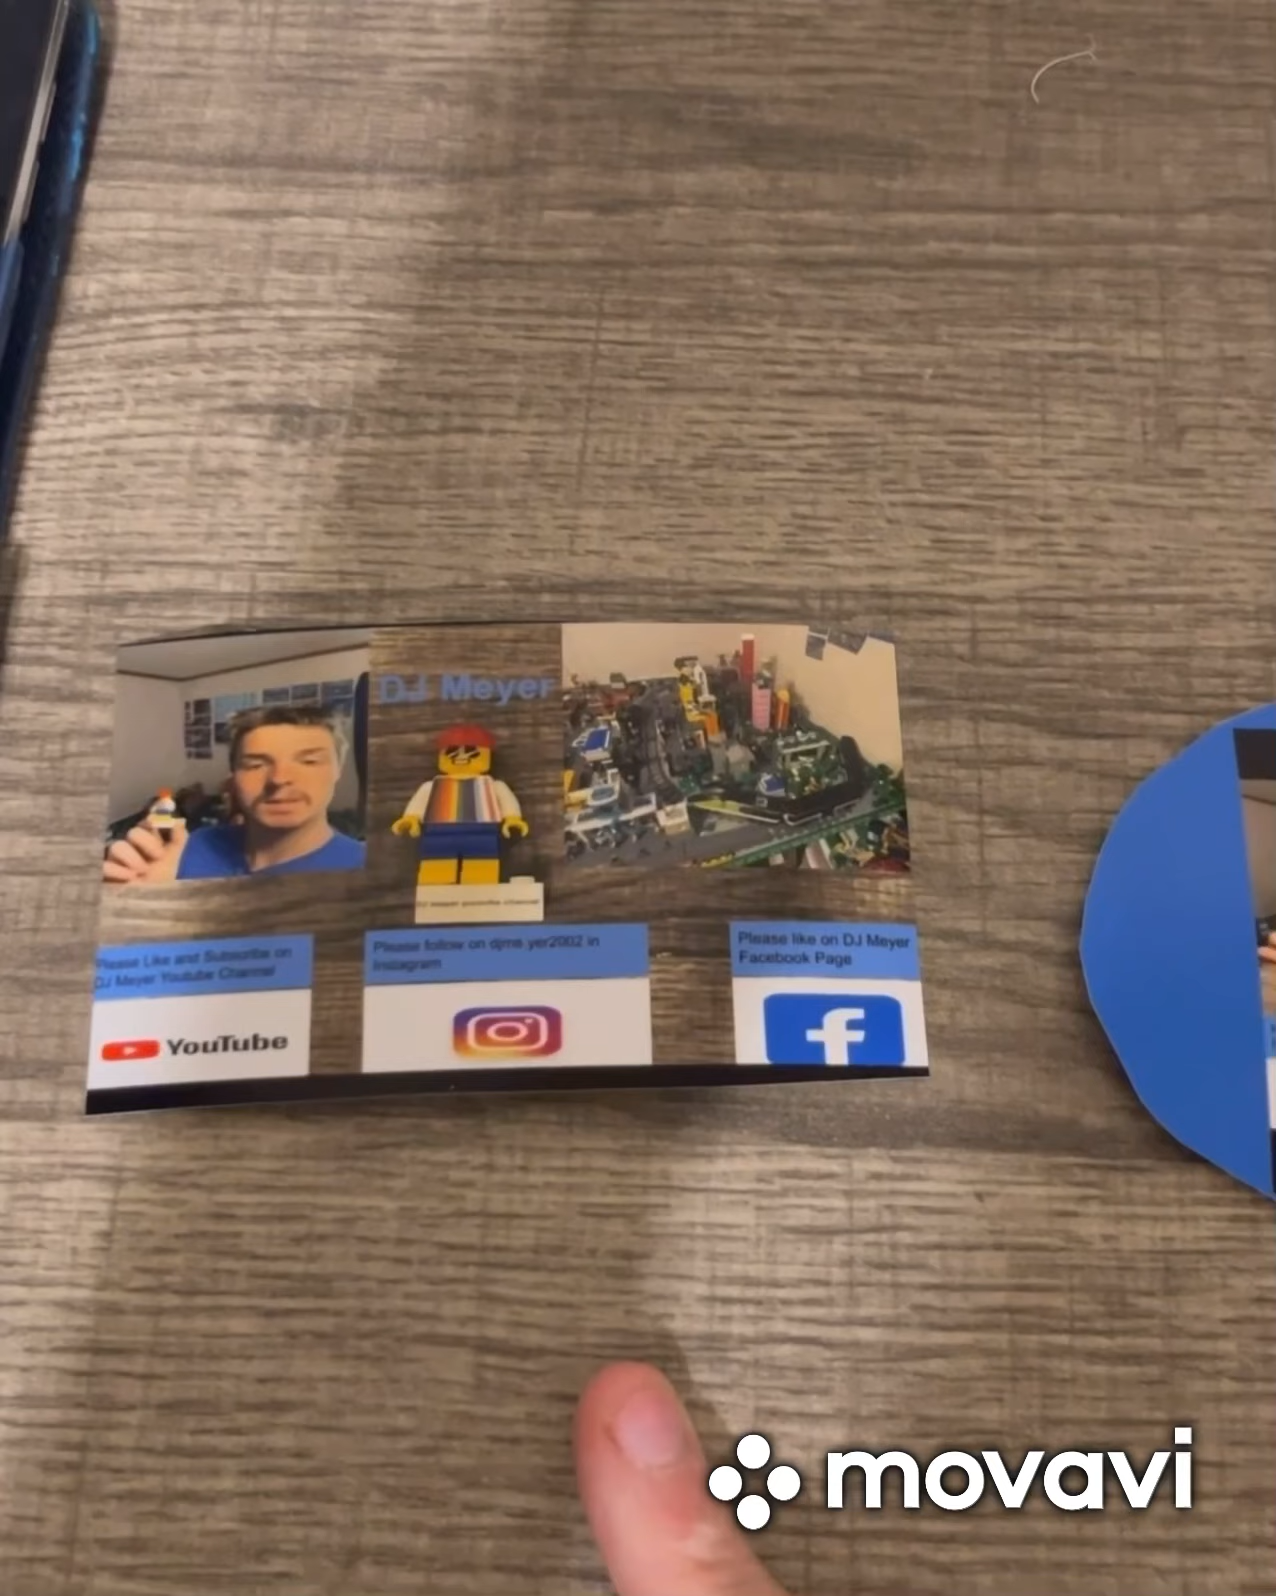 DJ Meyer
Please Like and Subscribe on
DJ Meyer Youtube Channel
YouTube
Please follow on djme yer2002 in
Instagram
Please like on DJ Meyer
Facebook Page
f
movavi